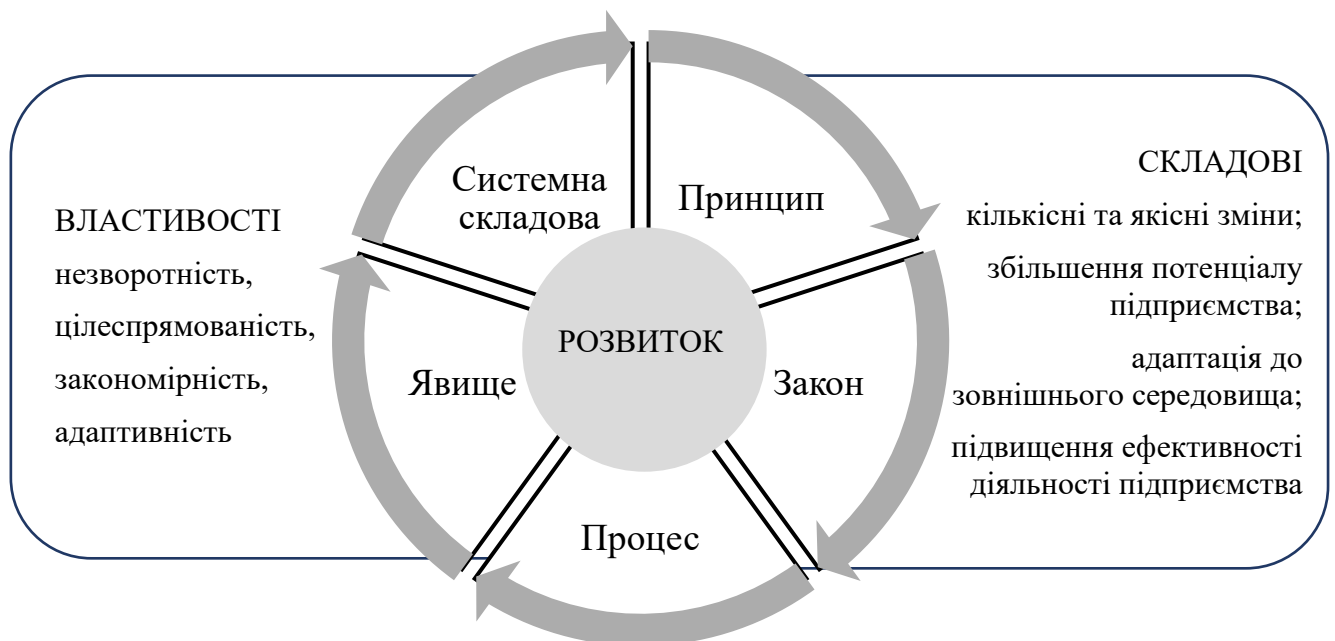 ВЛАСТИВОСТІ
незворотність,
цілеспрямованість,
закономірність,
адаптивність
Системна
складова
Принцип
РОЗВИТОК
Явище
Закон
Процес
СКЛАДОВІ
кількісні та якісні зміни;
збільшення потенціалу
підприємства;
адаптація до
зовнішнього середовища;
підвищення ефективності
діяльності підприємства